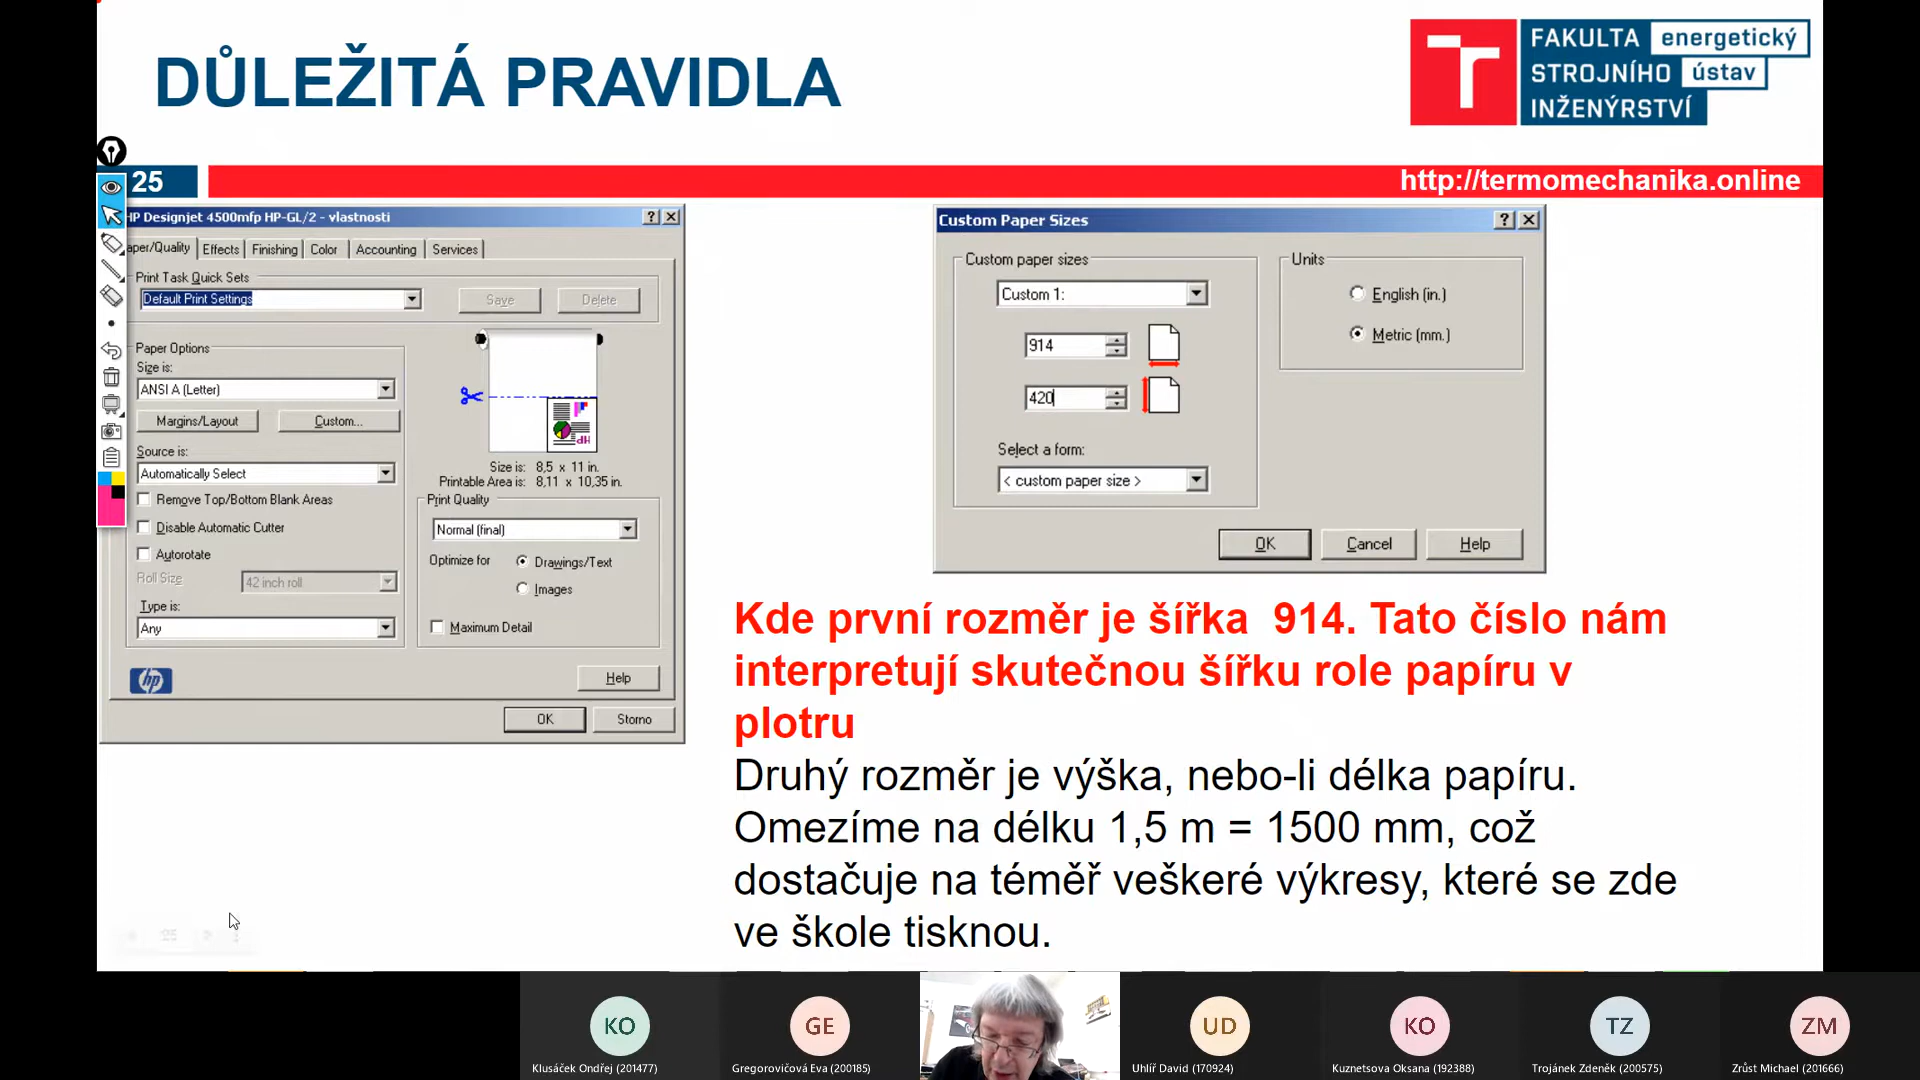 DŮLEŽITÁ PRAVIDLA
FAKULTA energetický
STROJNÍHO ústav
INŽENÝRSTVÍ
25
http://termomechanika.online
HP Designjet 4500mfp HP-GL/2 - vlastnosti
aper/Quality Effects Finishing Color Accounting Services
Print Task Quick Sets
Default Print Settings
Save Delete
Paper Options
Size is:
ANSI A (Letter)
Margins/Layout Custom...
Source is:
Automatically Select
Remove Top/Bottom Blank Areas
Disable Automatic Cutter
Autorotate
Roll Size 42 inch roll
Type is:
Any
Size is: 8,5 x 11 in.
Printable Area is: 8,11 x 10,35 in.
Print Quality
Normal (final)
Optimize for Drawings/Text
Images
Maximum Detail
hp
Help
OK Storno
Custom Paper Sizes
Custom paper sizes
Custom 1:
914
420
Select a form:
< custom paper size >
Units
English (in.)
Metric (mm.)
OK Cancel Help
Kde první rozměr je šířka 914. Tato číslo nám
interpretují skutečnou šířku role papíru v
plotru
Druhý rozměr je výška, nebo-li délka papíru.
Omezíme na délku 1,5 m = 1500 mm, což
dostačuje na téměř veškeré výkresy, které se zde
ve škole tisknou.
KO
GE
UD
KO
TZ
ZM
Klusáček Ondřej (201477)
Gregorovičová Eva (200185)
Uhlíř David (170924)
Kuznetsova Oksana (192388)
Trojánek Zdeněk (200575)
Zrůst Michael (201666)